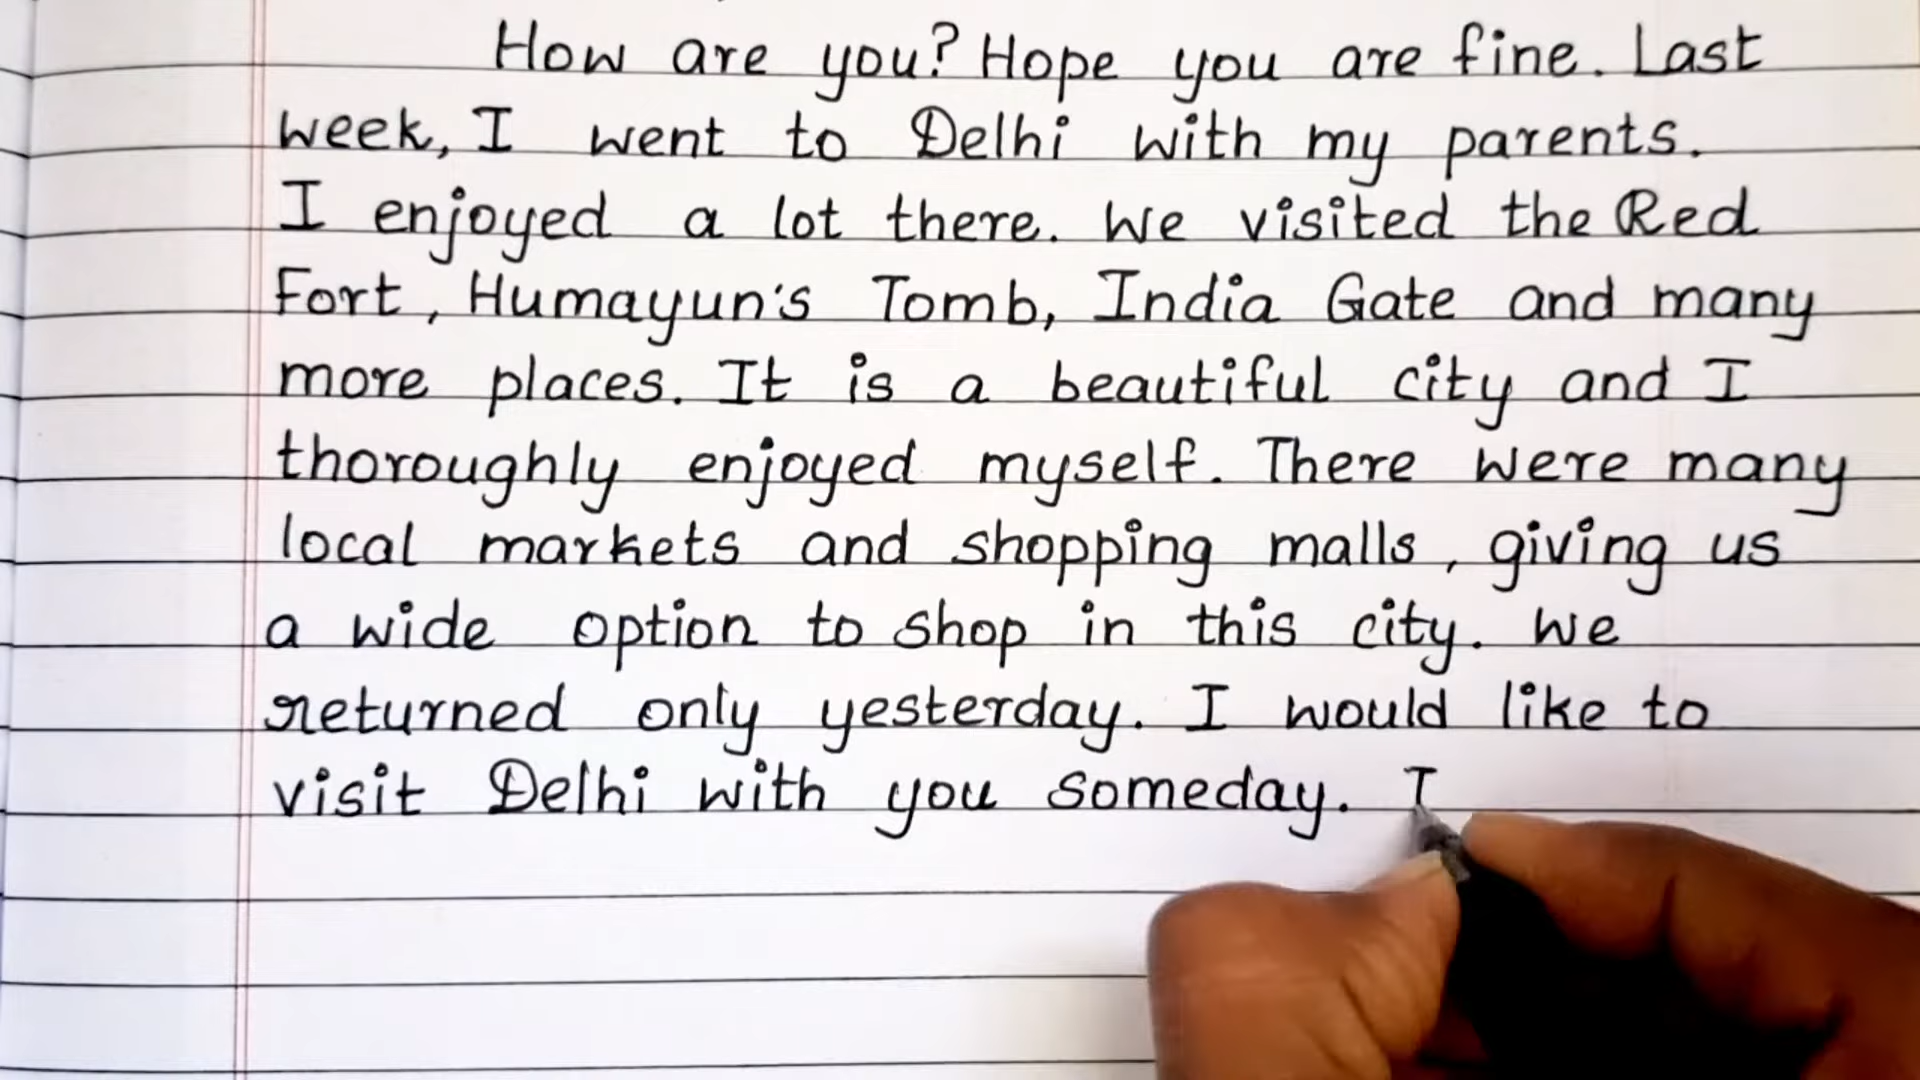 How are you? Hope you are fine. Last
week, I went to Delhi with my parents.
I enjoyed a lot there. We visited the Red
Fort, Humayun's Tomb, India Gate and many
more places. It is a beautiful city and I
thoroughly enjoyed myself. There were many
local markets and shopping malls, giving us
a wide option to shop in this city. We
returned only yesterday. I would like to
visit Delhi with you someday. I